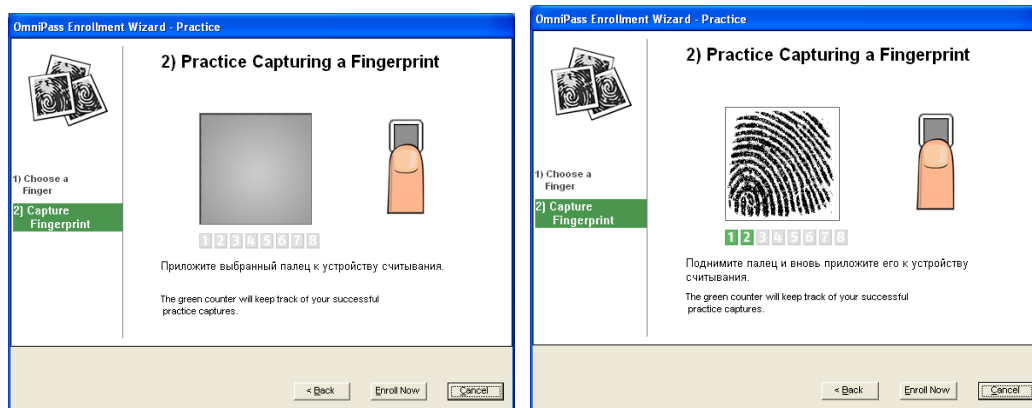 OmniPass Enrollment Wizard - Practice
2) Practice Capturing a Fingerprint
1) Choose a
Finger
2) Capture
Fingerprint
1 2 3 4 5 6 7 8
Приложите выбранный палец к устройству считывания.
The green counter will keep track of your successful
practice captures.
< Back
Enroll Now
Cancel
OmniPass Enrollment Wizard - Practice
2) Practice Capturing a Fingerprint
1) Choose a
Finger
2) Capture
Fingerprint
1 2 3 4 5 6 7 8
Поднимите палец и вновь приложите его к устройству
считывания.
The green counter will keep track of your successful
practice captures.
< Back
Enroll Now
Cancel